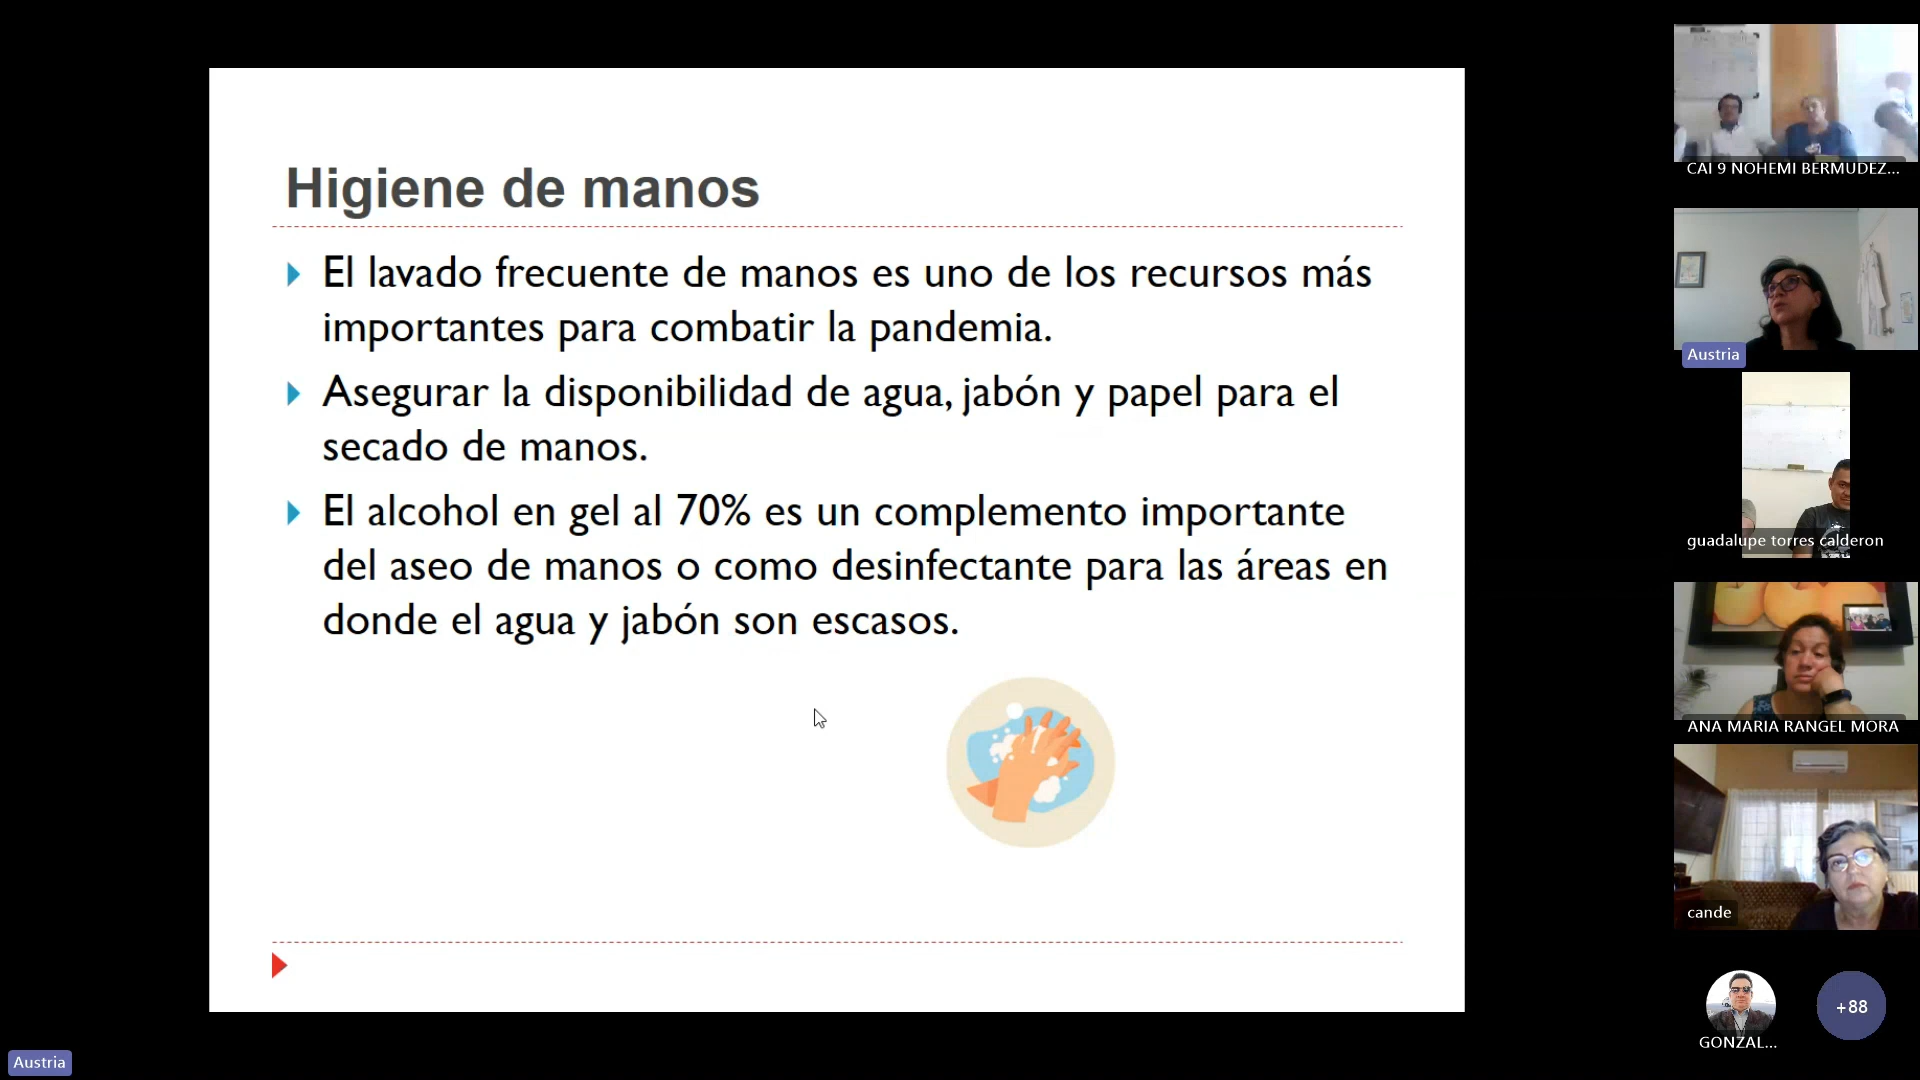 Higiene de manos
El lavado frecuente de manos es uno de los recursos más
importantes para combatir la pandemia.
Asegurar la disponibilidad de agua, jabón y papel para el
secado de manos.
El alcohol en gel al 70% es un complemento importante
del aseo de manos o como desinfectante para las áreas en
donde el agua y jabón son escasos.
CAI 9 NOHEMI BERMUDEZ...
Austria
guadalupe torres calderon
ANA MARIA RANGEL MORA
cande
GONZAL...
+88
Austria